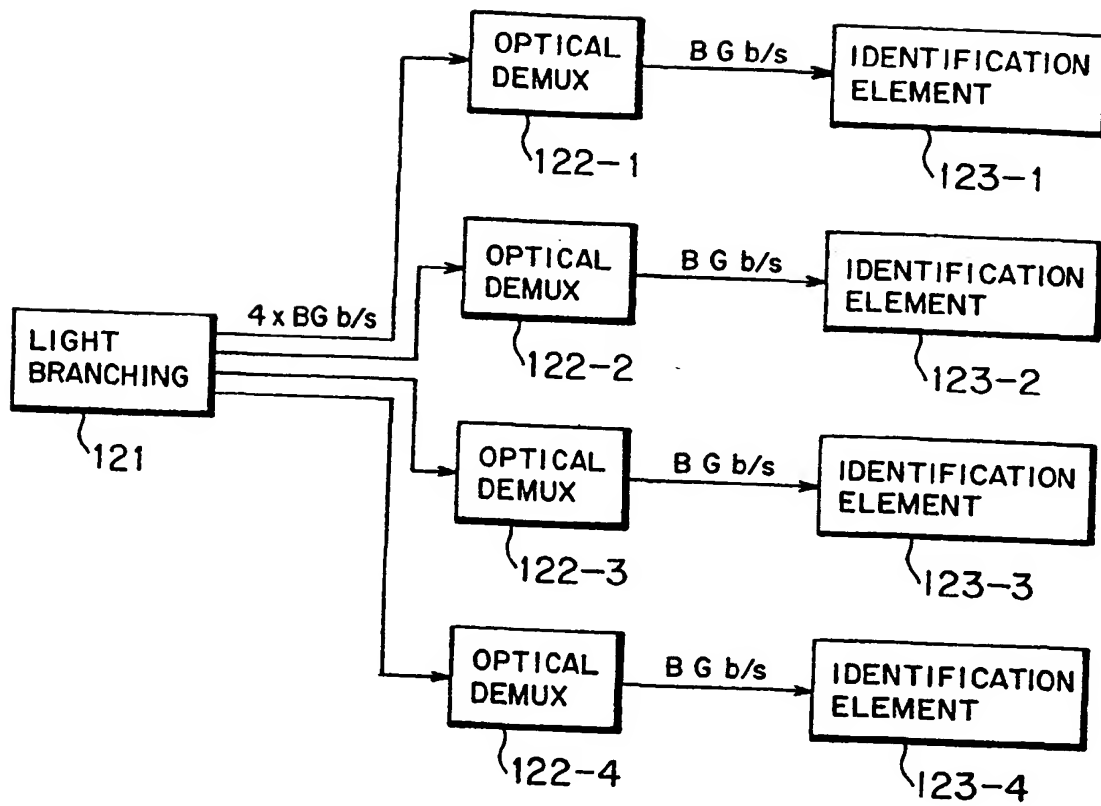 OPTICAL
DEMUX
122-1
B G b/s
IDENTIFICATION
ELEMENT
123-1
OPTICAL
DEMUX
122-2
B G b/s
IDENTIFICATION
ELEMENT
123-2
4 x BG b/s
LIGHT
BRANCHING
121
OPTICAL
DEMUX
122-3
B G b/s
IDENTIFICATION
ELEMENT
123-3
OPTICAL
DEMUX
122-4
B G b/s
IDENTIFICATION
ELEMENT
123-4